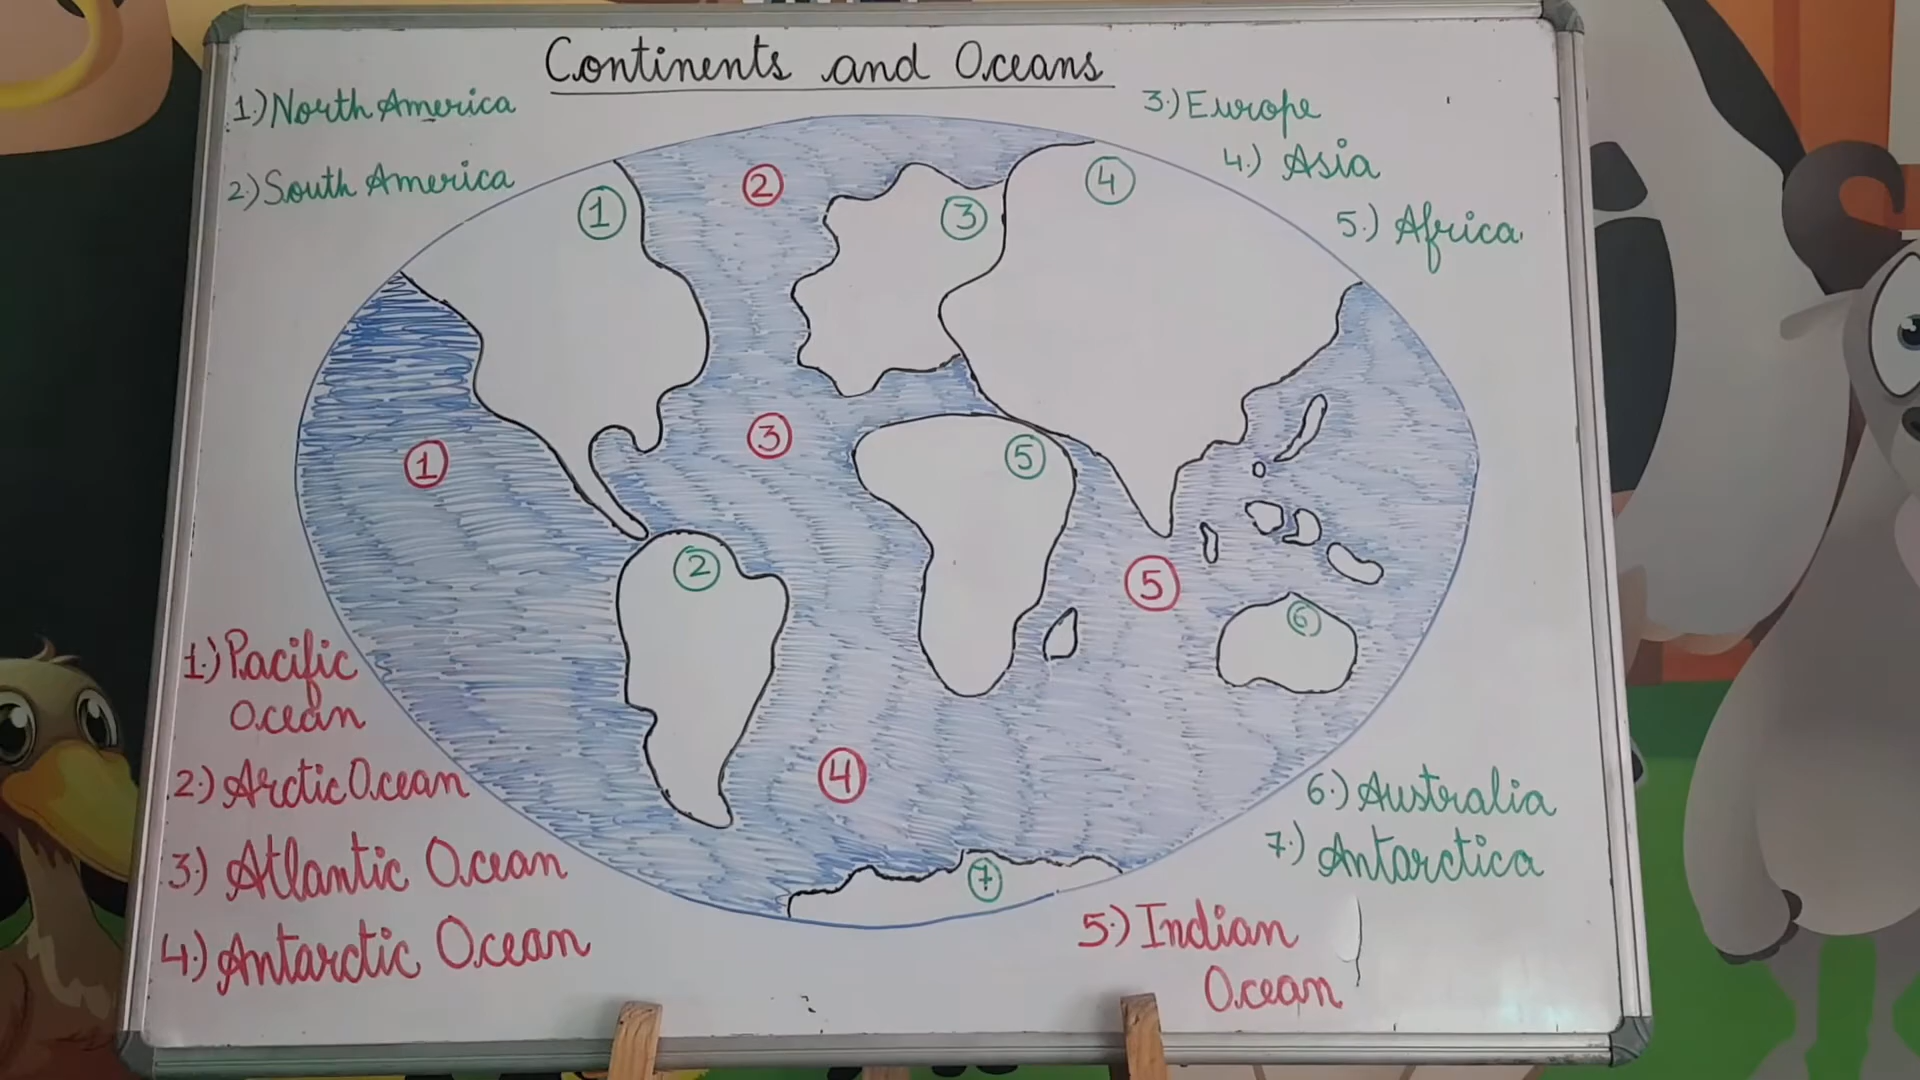 Continents and Oceans
1.) North America
2.) South America
3.) Europe
4.) Asia
5.) Africa
1
2
3
4
2
1
3
5
5
6
4
7
1.) Pacific
Ocean
2.) Arctic Ocean
3.) Atlantic Ocean
4.) Antarctic Ocean
6.) Australia
7.) Antarctica
5.) Indian
Ocean